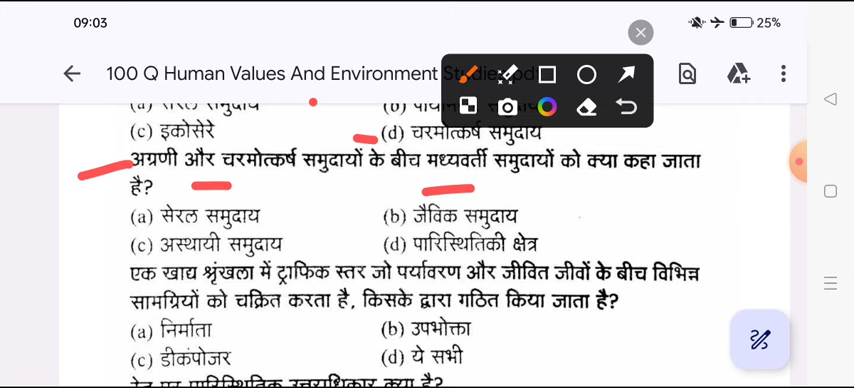 09:03
25%
100 Q Human Values And Environment Studies.pdf
(c) इकोसेरे (d) चरमोत्कर्ष समुदाय
अग्रणी और चरमोत्कर्ष समुदायों के बीच मध्यवर्ती समुदायों को क्या कहा जाता
है?
(a) सेरल समुदाय (b) जैविक समुदाय
(c) अस्थायी समुदाय (d) पारिस्थितिकी क्षेत्र
एक खाद्य श्रृंखला में ट्राफिक स्तर जो पर्यावरण और जीवित जीवों के बीच विभिन्न
सामग्रियों को चक्रित करता है, किसके द्वारा गठित किया जाता है?
(a) निर्माता (b) उपभोक्ता
(c) डीकंपोजर (d) ये सभी